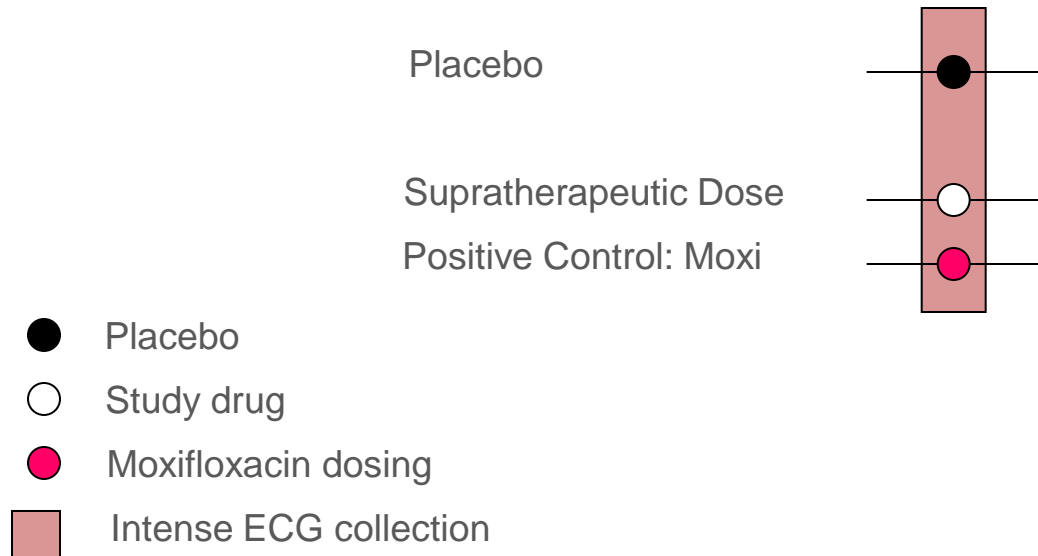 Placebo
Supratherapeutic Dose
Positive Control: Moxi
Placebo
Study drug
Moxifloxacin dosing
Intense ECG collection